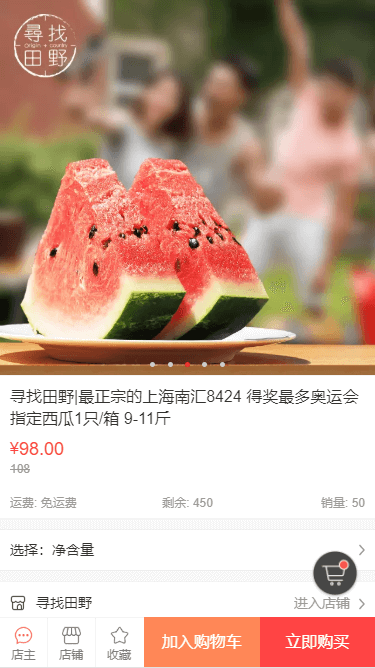 尋找
Origin + country
田野
寻找田野|最正宗的上海南汇8424 得奖最多奥运会
指定西瓜1只/箱 9-11斤
¥98.00
108
运费: 免运费 剩余: 450 销量: 50
选择: 净含量
寻找田野 进入店铺
店主 店铺 收藏 加入购物车 立即购买